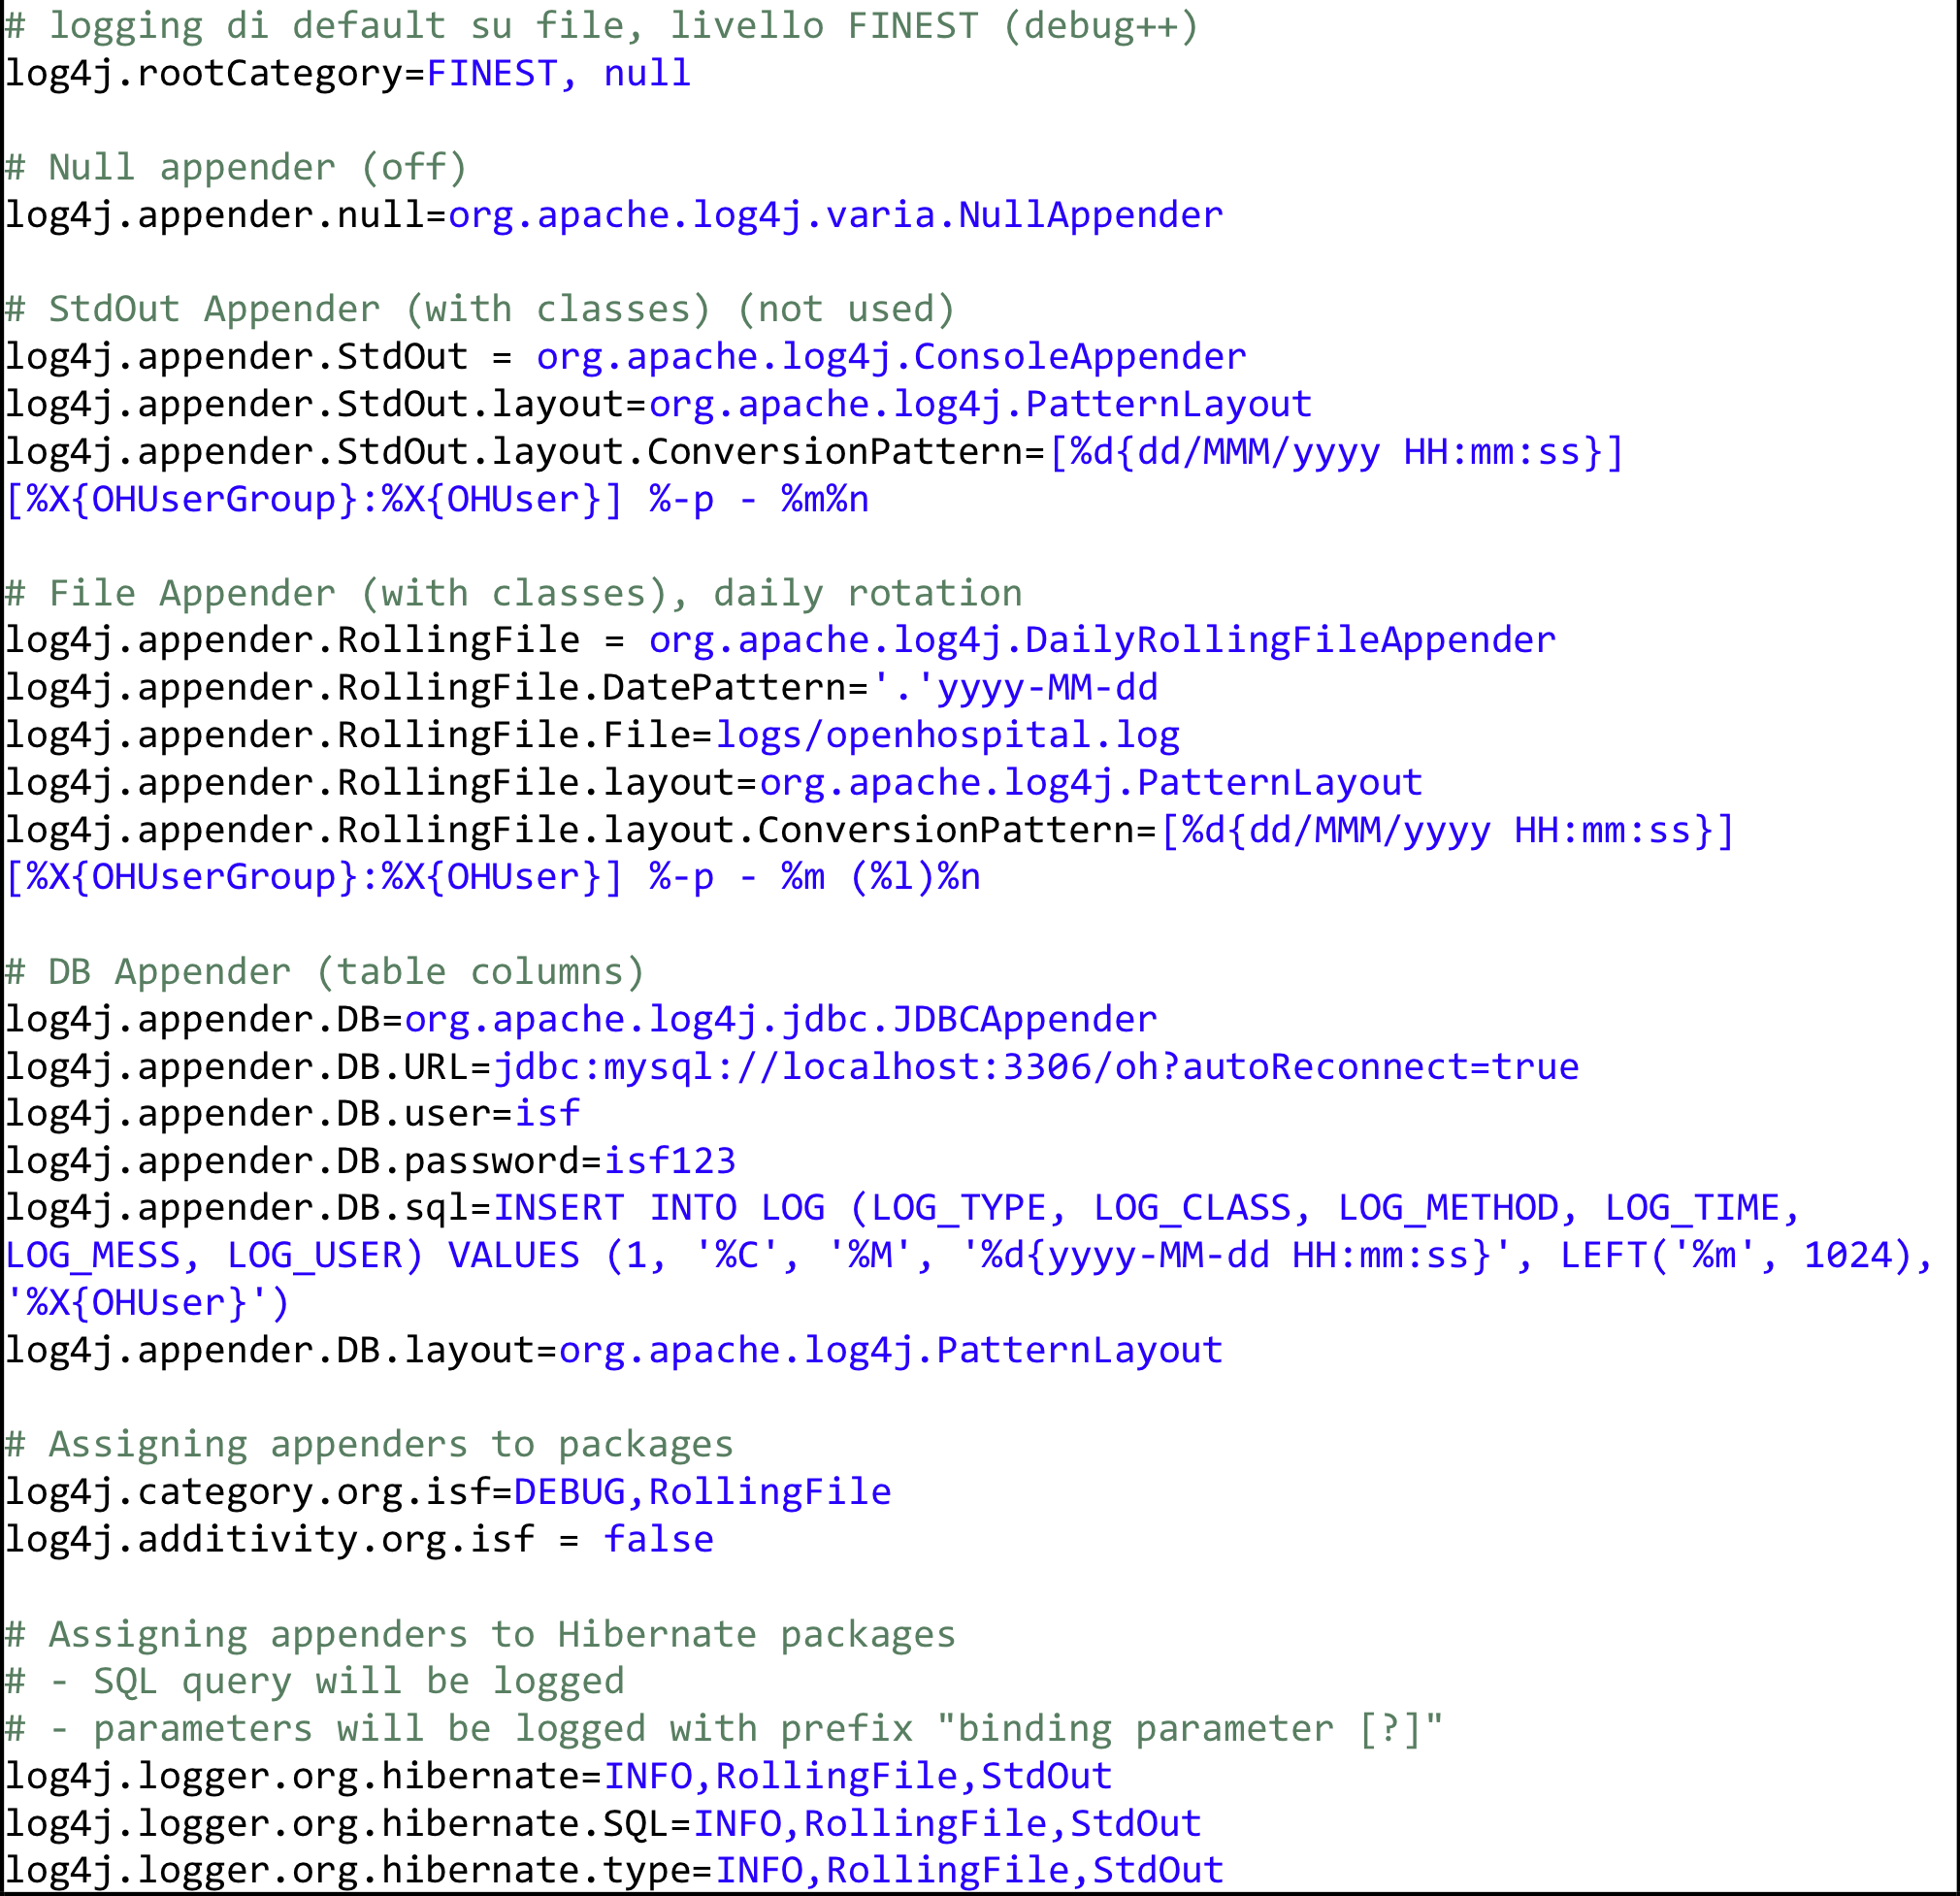 # logging di default su file, livello FINEST (debug++)
log4j.rootCategory=FINEST, null

# Null appender (off)
log4j.appender.null=org.apache.log4j.varia.NullAppender

# StdOut Appender (with classes) (not used)
log4j.appender.StdOut = org.apache.log4j.ConsoleAppender
log4j.appender.StdOut.layout=org.apache.log4j.PatternLayout
log4j.appender.StdOut.layout.ConversionPattern=[%d{dd/MMM/yyyy HH:mm:ss}]
[%X{OHUserGroup}:%X{OHUser}] %-p - %m%n

# File Appender (with classes), daily rotation
log4j.appender.RollingFile = org.apache.log4j.DailyRollingFileAppender
log4j.appender.RollingFile.DatePattern='.'yyyy-MM-dd
log4j.appender.RollingFile.File=logs/openhospital.log
log4j.appender.RollingFile.layout=org.apache.log4j.PatternLayout
log4j.appender.RollingFile.layout.ConversionPattern=[%d{dd/MMM/yyyy HH:mm:ss}]
[%X{OHUserGroup}:%X{OHUser}] %-p - %m (%l)%n

# DB Appender (table columns)
log4j.appender.DB=org.apache.log4j.jdbc.JDBCAppender
log4j.appender.DB.URL=jdbc:mysql://localhost:3306/oh?autoReconnect=true
log4j.appender.DB.user=isf
log4j.appender.DB.password=isf123
log4j.appender.DB.sql=INSERT INTO LOG (LOG_TYPE, LOG_CLASS, LOG_METHOD, LOG_TIME,
LOG_MESS, LOG_USER) VALUES (1, '%C', '%M', '%d{yyyy-MM-dd HH:mm:ss}', LEFT('%m', 1024),
'%X{OHUser}')
log4j.appender.DB.layout=org.apache.log4j.PatternLayout

# Assigning appenders to packages
log4j.category.org.isf=DEBUG,RollingFile
log4j.additivity.org.isf = false

# Assigning appenders to Hibernate packages
# - SQL query will be logged
# - parameters will be logged with prefix "binding parameter [?]"
log4j.logger.org.hibernate=INFO,RollingFile,StdOut
log4j.logger.org.hibernate.SQL=INFO,RollingFile,StdOut
log4j.logger.org.hibernate.type=INFO,RollingFile,StdOut